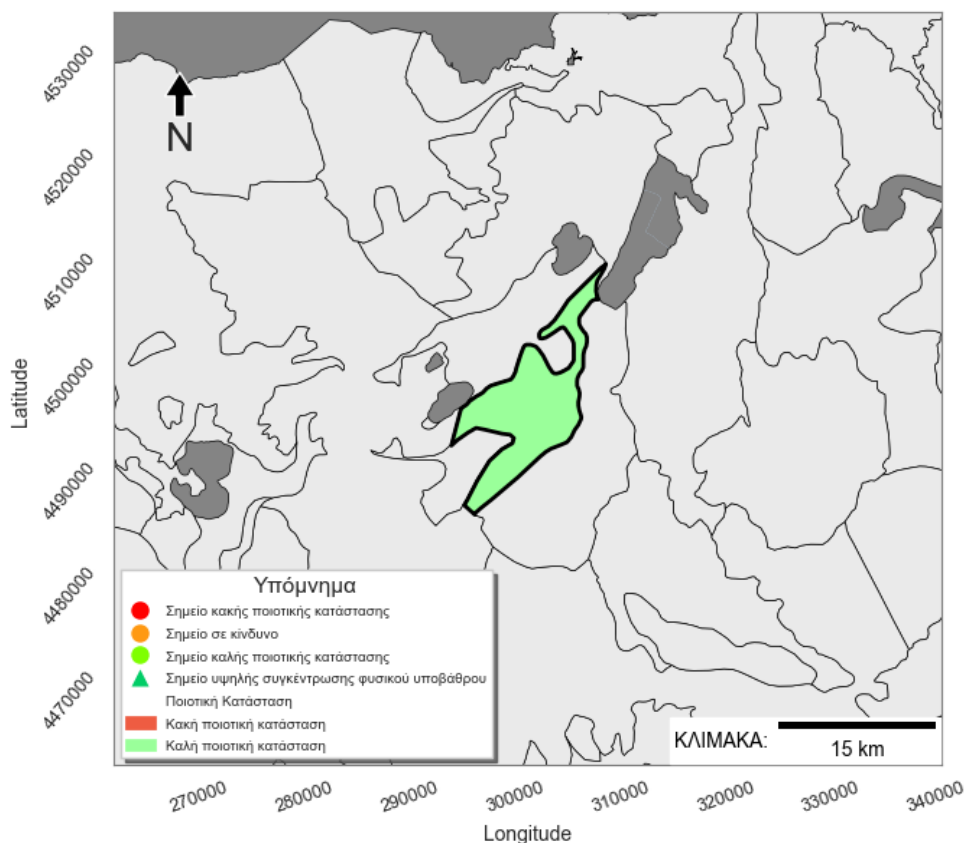 4530000
4520000
4510000
4500000
4490000
4480000
4470000
Latitude
N
Υπόμνημα
Σημείο κακής ποιοτικής κατάστασης
Σημείο σε κίνδυνο
Σημείο καλής ποιοτικής κατάστασης
Σημείο υψηλής συγκέντρωσης φυσικού υποβάθρου
Ποιοτική Κατάσταση
Κακή ποιοτική κατάσταση
Καλή ποιοτική κατάσταση
ΚΛΙΜΑΚΑ:
15 km
270000 280000 290000 300000 310000 320000 330000 340000
Longitude